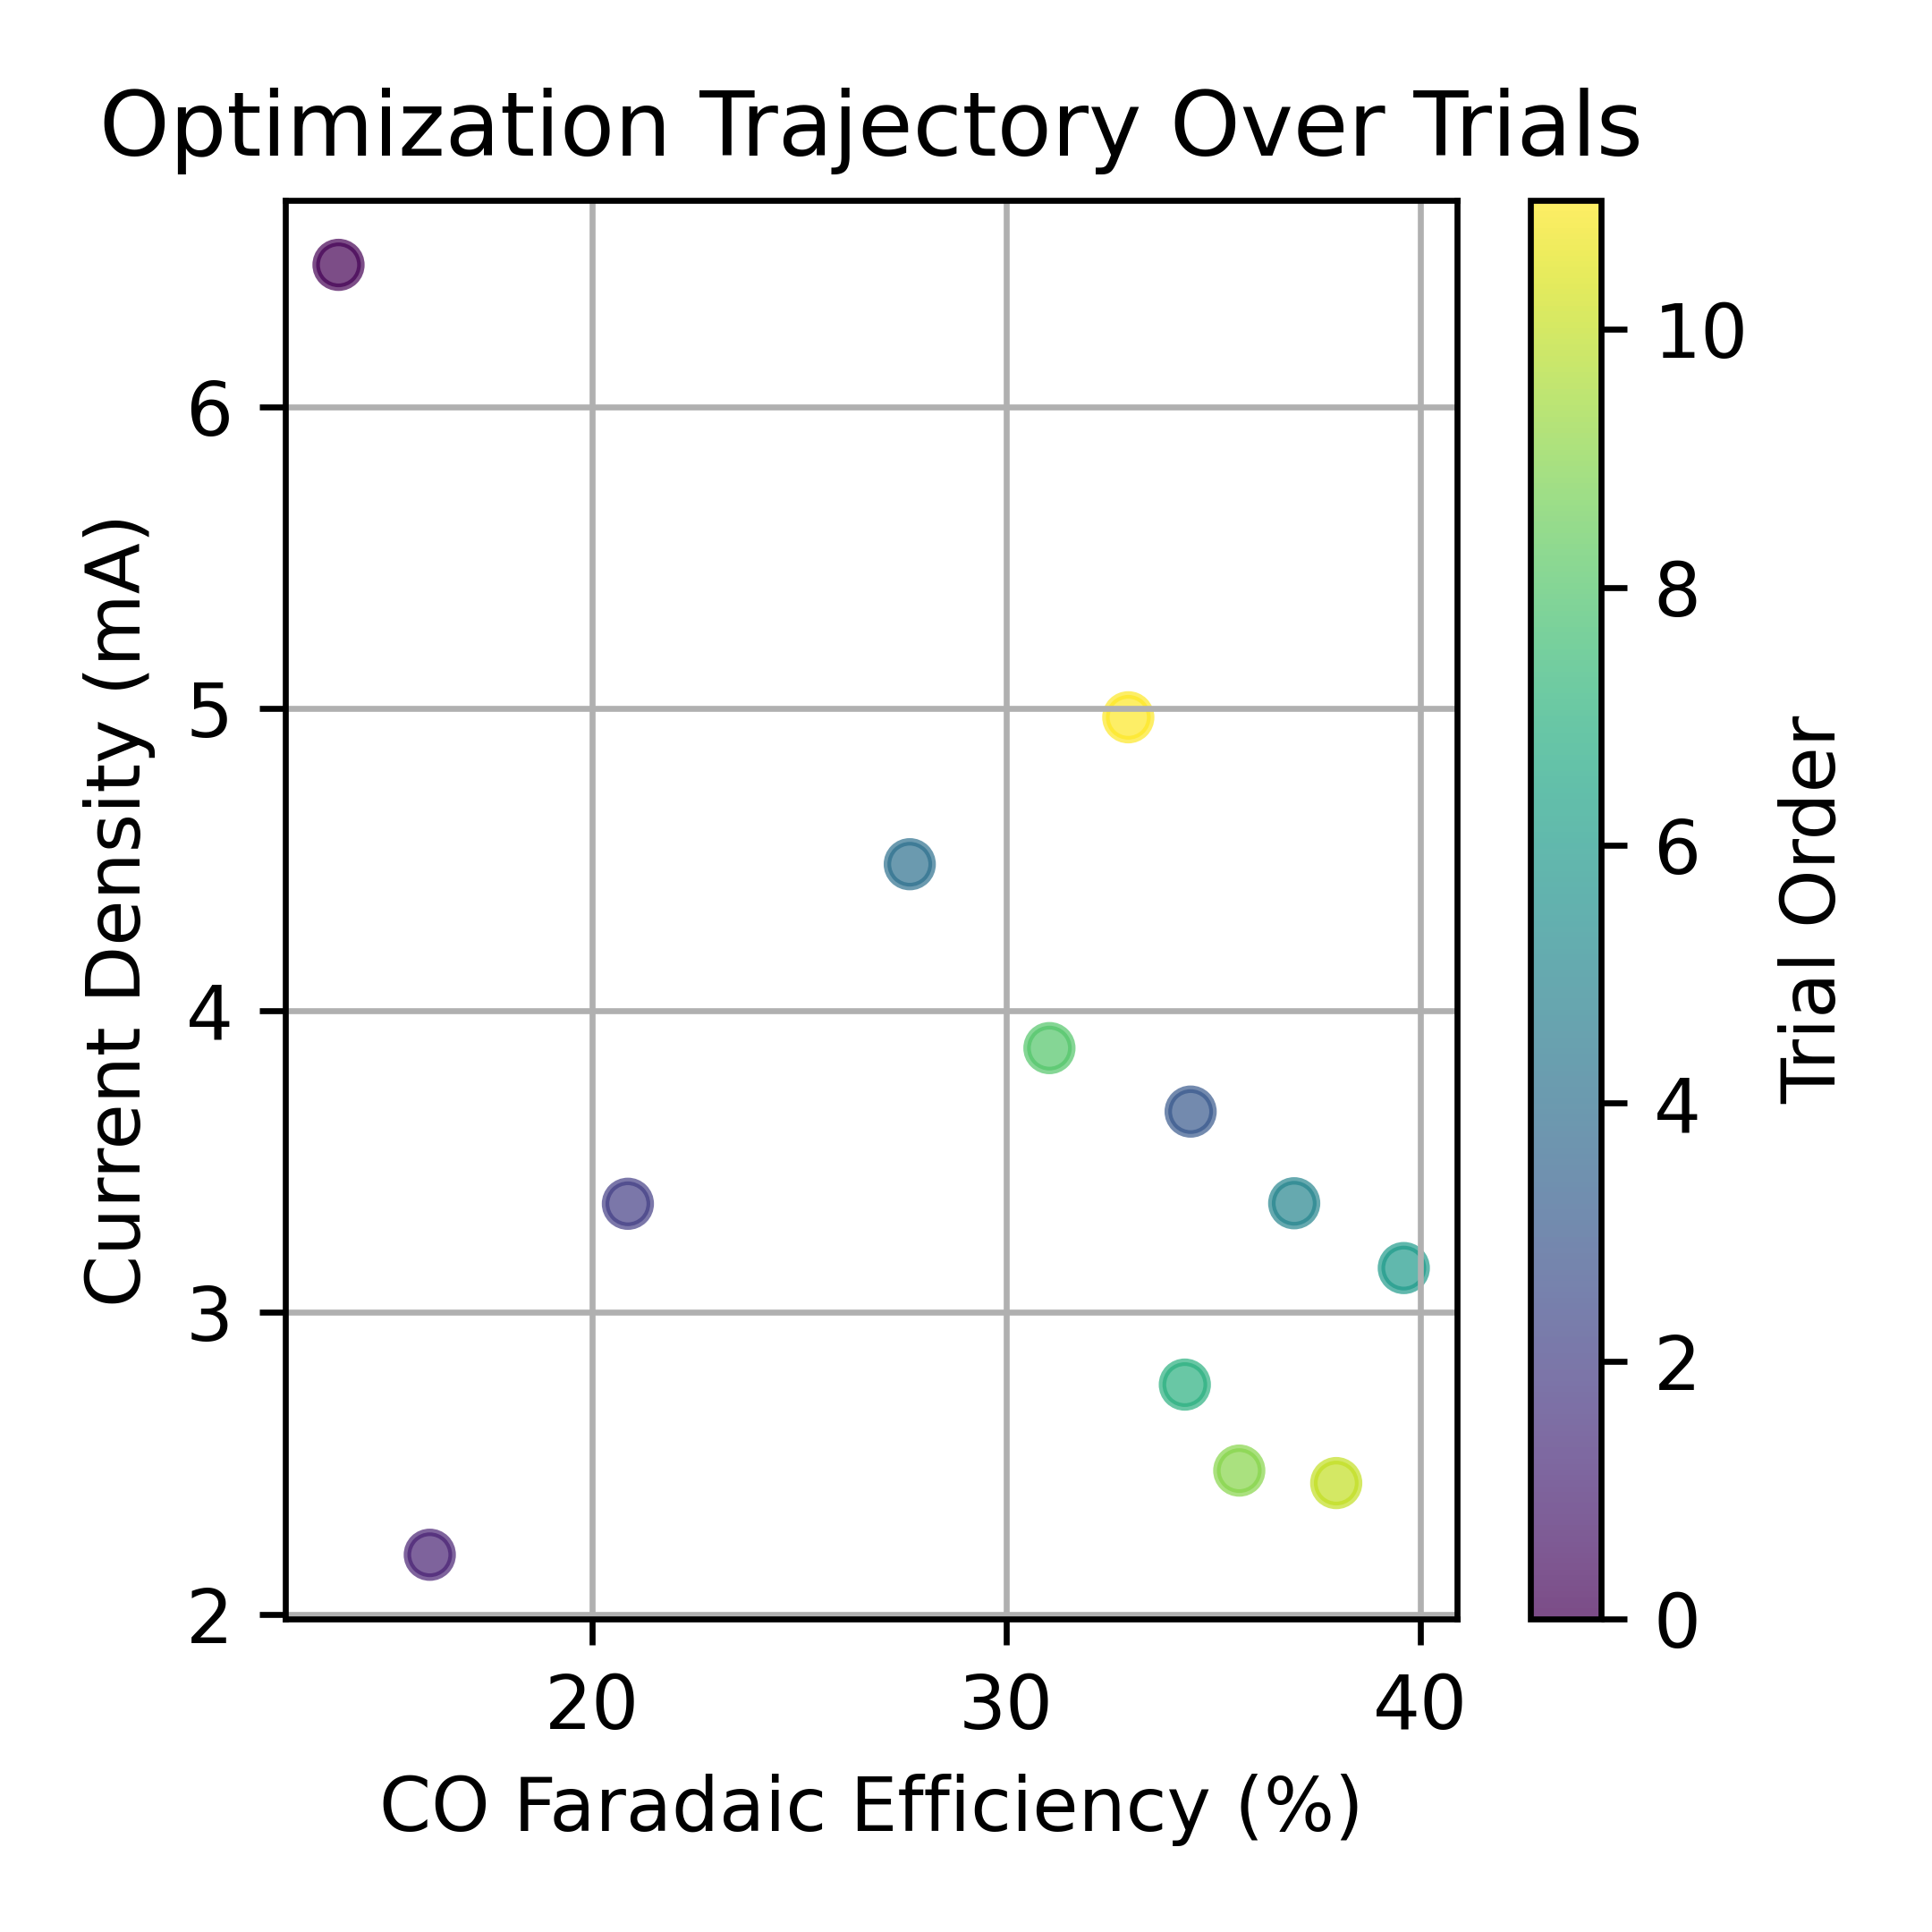 Optimization Trajectory Over Trials
Current Density (mA)
6
5
4
3
2
20 30 40
CO Faradaic Efficiency (%)
10
8
6
4
2
0
Trial Order